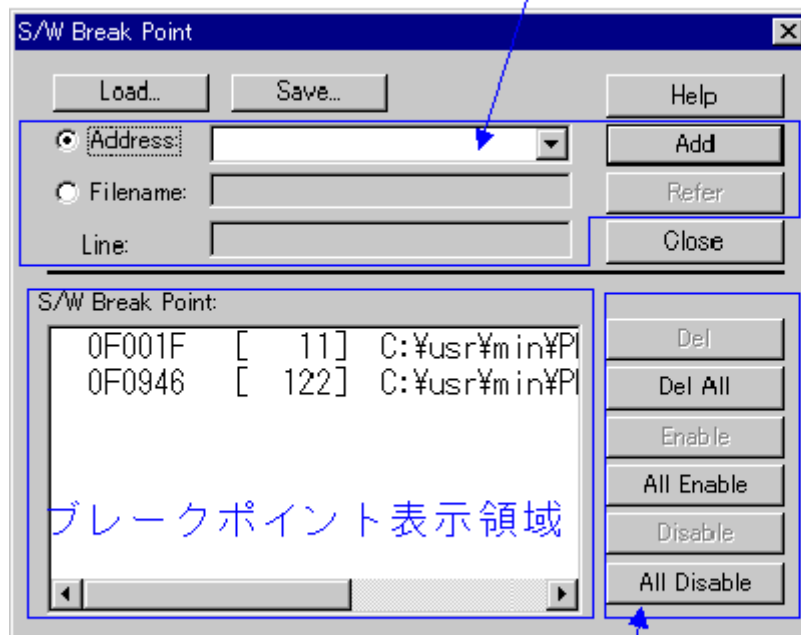 S/W Break Point
Load...
Save...
Help
Address:
Add
Filename:
Refer
Line:
Close
S/W Break Point:
0F001F [ 11] C:¥usr¥min¥
0F0946 [ 122] C:¥usr¥min¥
ブレークポイント表示領域
Del
Del All
Enable
All Enable
Disable
All Disable